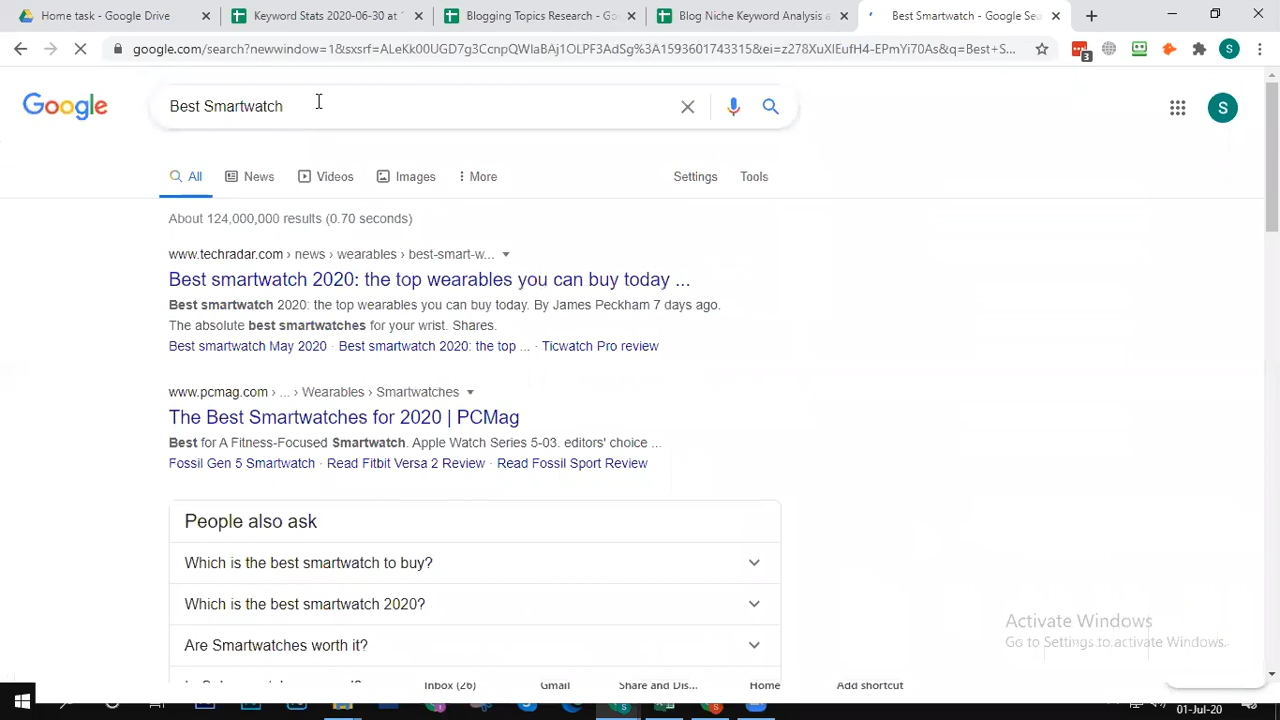 Home task - Google Drive
Keyword Stats 2020-06-30 a
Blogging Topics Research - Go
Blog Niche Keyword Analysis
Best Smartwatch - Google Sea
google.com/search?newwindow=1&sxsrf=ALeKk00UGD7g3CcnpQWlaBAj1OLPF3AdSg%3A1593601743315&ei=z278XuXlEufH4-EPmYi70As&q=Best+S...
3
S
Google
Best Smartwatch
S
All
News
Videos
Images
More
Settings
Tools
About 124,000,000 results (0.70 seconds)
www.techradar.com › news › wearables › best-smart-w...
Best smartwatch 2020: the top wearables you can buy today ...
Best smartwatch 2020: the top wearables you can buy today. By James Peckham 7 days ago.
The absolute best smartwatches for your wrist. Shares.
Best smartwatch May 2020 · Best smartwatch 2020: the top ... · Ticwatch Pro review
www.pcmag.com › ... › Wearables › Smartwatches
The Best Smartwatches for 2020 | PCMag
Best for A Fitness-Focused Smartwatch. Apple Watch Series 5-03. editors' choice ...
Fossil Gen 5 Smartwatch · Read Fitbit Versa 2 Review · Read Fossil Sport Review
People also ask
Which is the best smartwatch to buy?
Which is the best smartwatch 2020?
Are Smartwatches worth it?
Activate Windows
Go to Settings to activate Windows.
Inbox (26)
Gmail
Share and Dis...
Home
Add shortcut
01-Jul-20